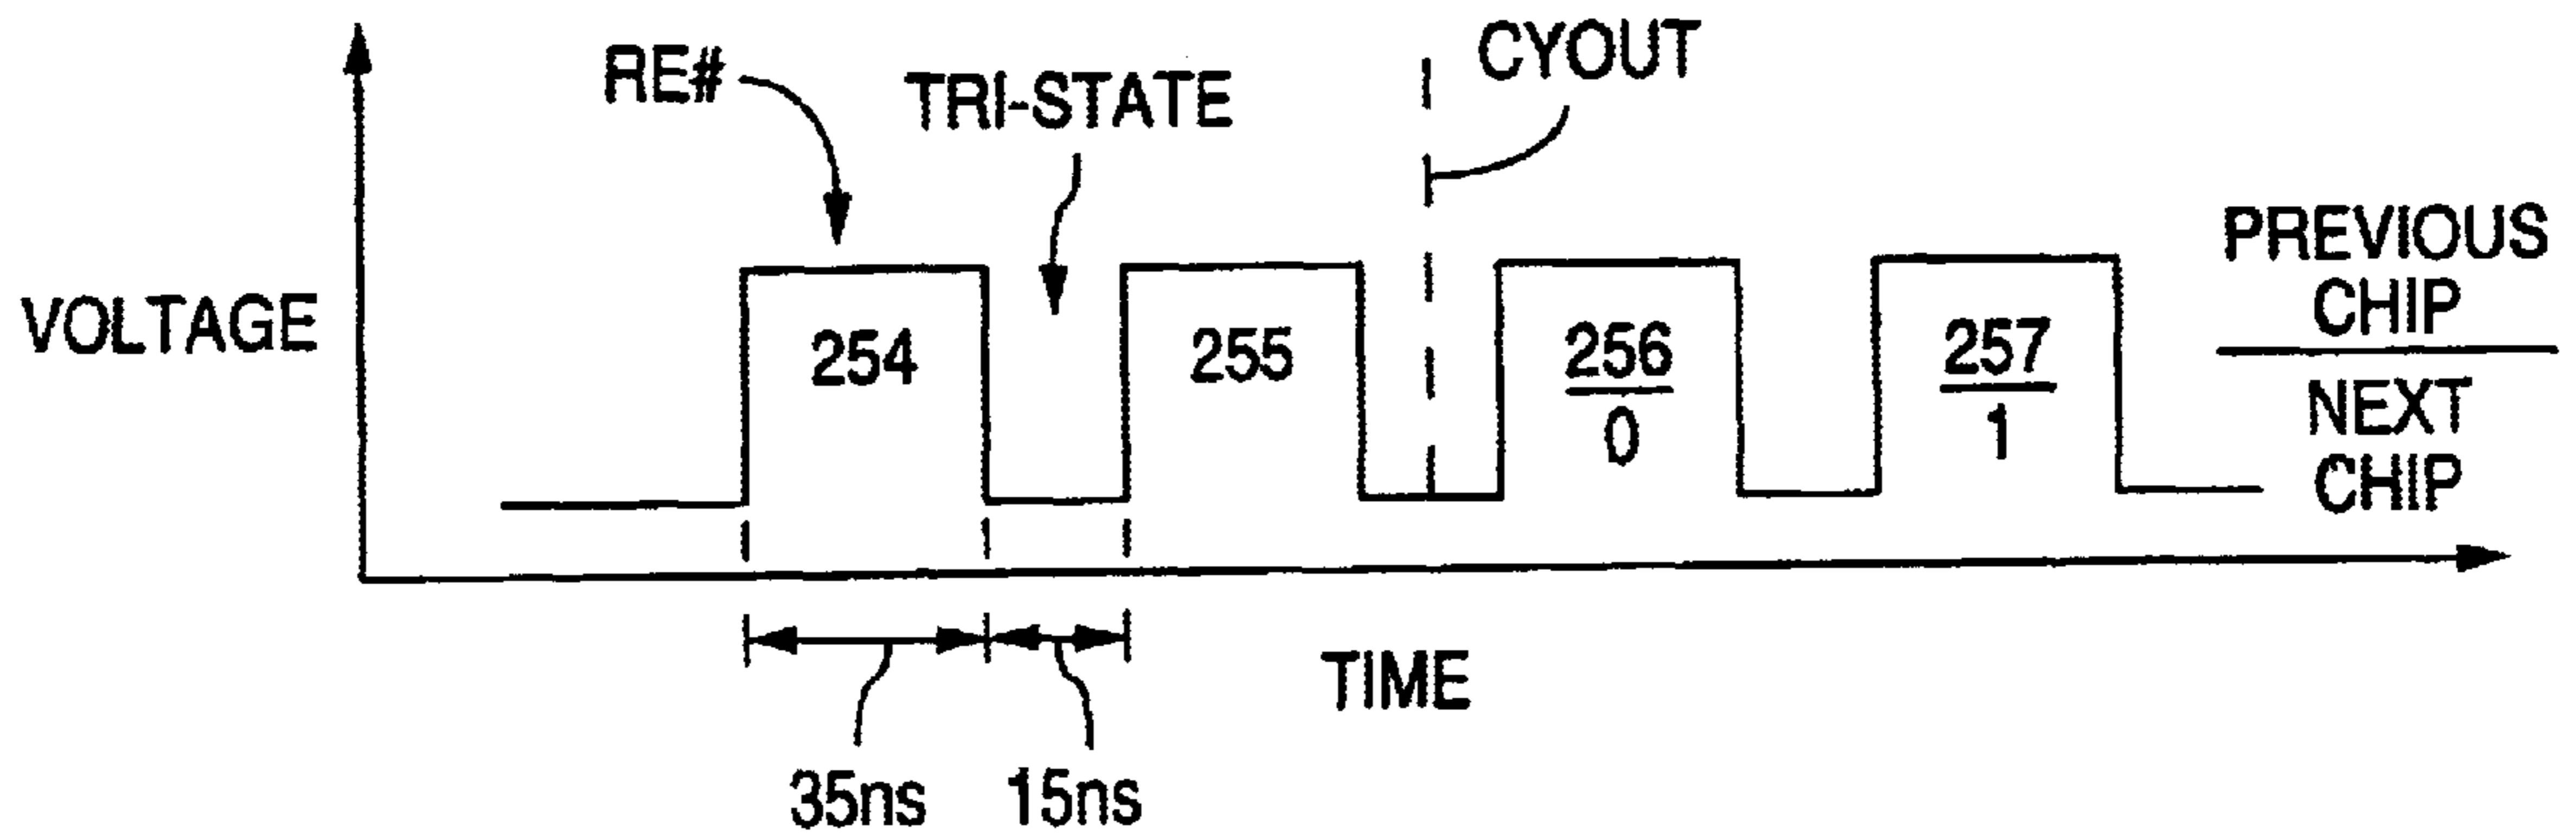 CYOUT
RE#
TRI-STATE
PREVIOUS
CHIP
NEXT
CHIP
VOLTAGE
254
255
256
0
257
1
TIME
35ns
15ns